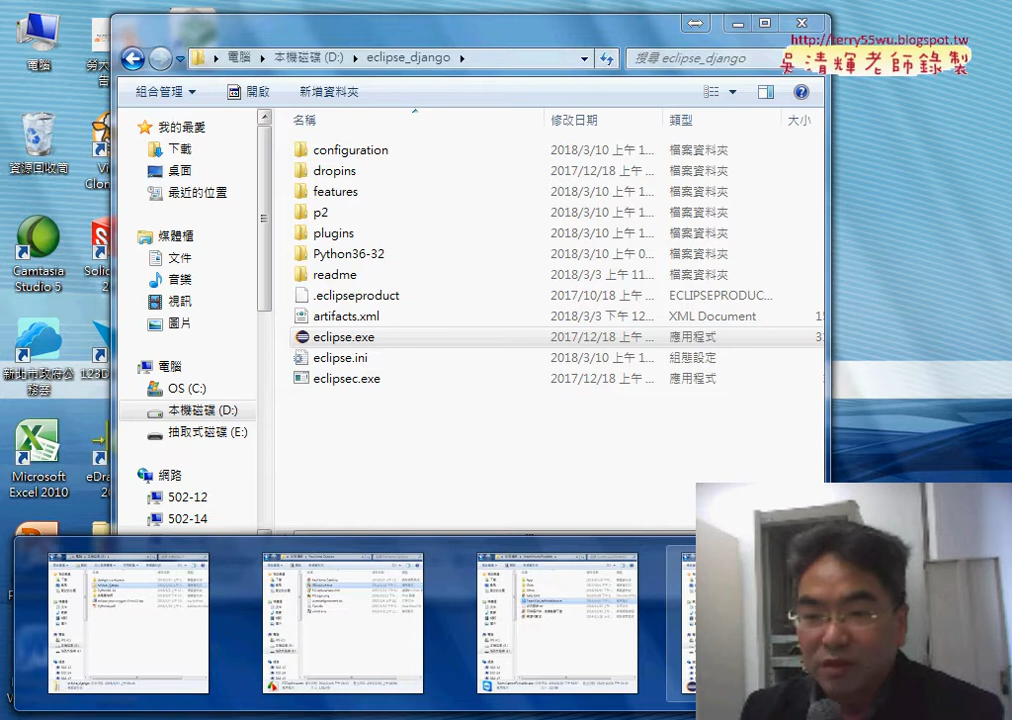 http://terry55wu.blogspot.tw
吳清輝老師錄製
電腦
資源回收筒
Camtasia
Studio 5
新北市政府公
務雲
Microsoft
Excel 2010
電腦 本機磁碟 (D:) eclipse_django
搜尋 eclipse_django
組合管理 開啟 新增資料夾
我的最愛
下載
桌面
最近的位置
媒體櫃
文件
音樂
視訊
圖片
電腦
OS (C:)
本機磁碟 (D:)
抽取式磁碟 (E:)
網路
502-12
502-14
名稱 修改日期 類型 大小
configuration 2018/3/10 上午 1... 檔案資料夾
dropins 2017/12/18 上午 ... 檔案資料夾
features 2018/3/10 上午 1... 檔案資料夾
p2 2018/3/10 上午 1... 檔案資料夾
plugins 2018/3/10 上午 1... 檔案資料夾
Python36-32 2018/3/10 上午 0... 檔案資料夾
readme 2018/3/3 上午 11... 檔案資料夾
.eclipseproduct 2017/10/18 上午 ... ECLIPSEPRODUC...
artifacts.xml 2018/3/3 下午 12... XML Document
eclipse.exe 2017/12/18 上午 ... 應用程式
eclipse.ini 2018/3/10 上午 1... 組態設定
eclipsec.exe 2017/12/18 上午 ... 應用程式